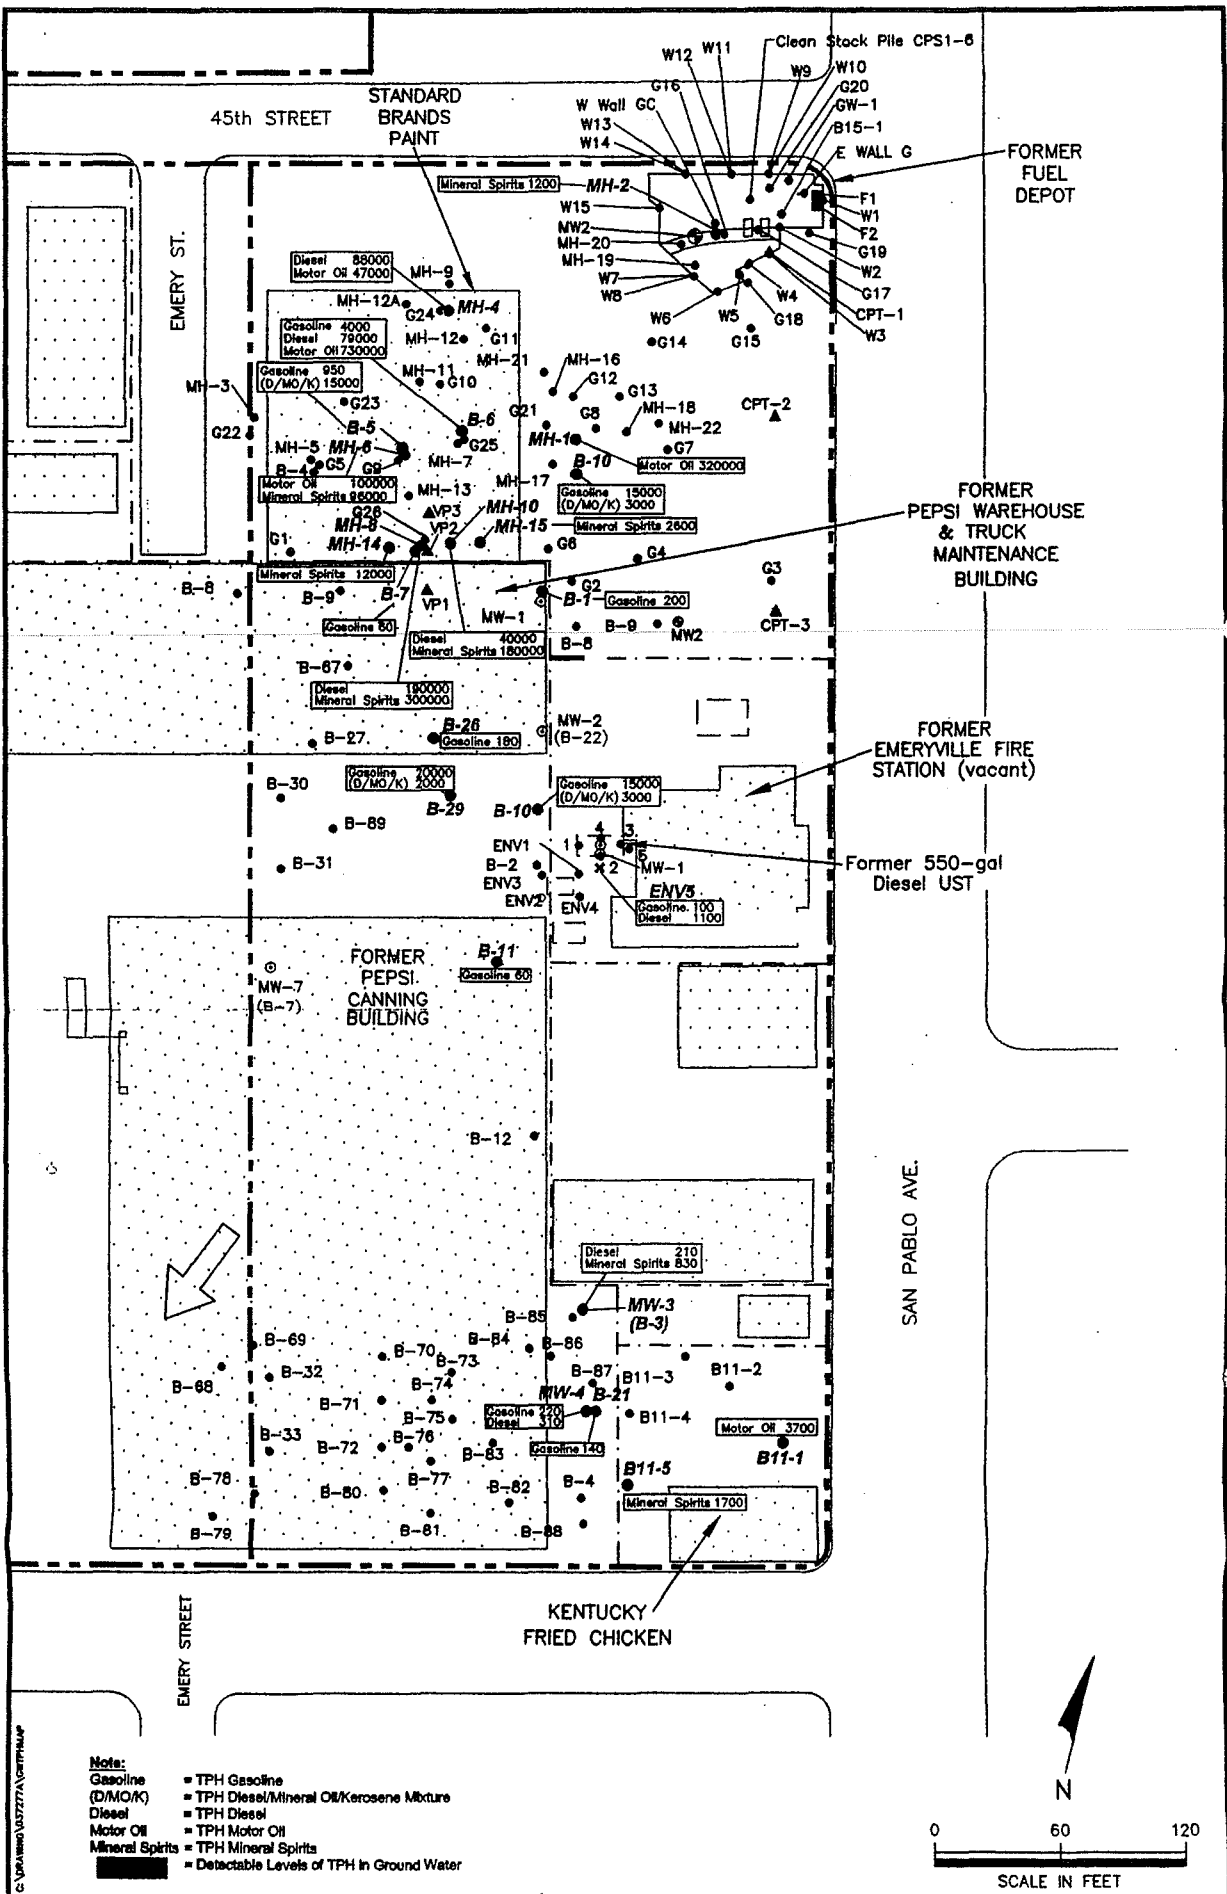 Clean Stock Pile CPS1-6
W11
W12
W10
W9
G16
G20
W Wall GC
GW-1
W13
B15-1
W14
E WALL G
45th STREET
STANDARD
BRANDS
PAINT
FORMER
FUEL
DEPOT
Mineral Spirits 1200
MH-2
F1
W15
W1
MW2
F2
MH-20
G19
EMERY ST.
Diesel 88000
Motor Oil 47000
MH-9
MH-19
W2
W7
W4
G17
W8
MH-12A
G24
MH-4
W6
W5
G18
CPT-1
W3
Gasoline 4000
Diesel 79000
Motor Oil 730000
G11
MH-12
G15
G14
MH-21
MH-16
Gasoline 950
(D/MO/K) 15000
MH-11
G10
G12
G13
MH-3
G23
CPT-2
G21
G8
MH-18
G22
B-5
B-6
MH-1
MH-22
MH-5
MH-6
G25
G7
B-4
G5
G9
MH-7
B-10
Motor Oil 320000
Motor Oil 100000
Mineral Spirits 96000
MH-17
MH-13
Gasoline 15000
(D/MO/K) 3000
FORMER
PEPSI WAREHOUSE
& TRUCK
MAINTENANCE
BUILDING
VP3
MH-10
G26
MH-8
VP2
MH-15
Mineral Spirits 2600
G1
MH-14
G6
G4
Mineral Spirits 12000
G3
B-8
B-9
B-7
VP1
G2
B-1
Gasoline 200
MW-1
Gasoline 60
B-8
B-9
MW2
CPT-3
Diesel 40000
Mineral Spirits 180000
B-67
Diesel 190000
Mineral Spirits 300000
B-26
Gasoline 180
MW-2
(B-22)
B-27
FORMER
EMERYVILLE FIRE
STATION (vacant)
B-30
Gasoline 20000
(D/MO/K) 2000
B-29
B-10
Gasoline 15000
(D/MO/K) 3000
B-89
ENV1
1
4
3
5
B-31
B-2
MW-1
Former 550-gal
Diesel UST
ENV3
2
ENV2
ENV4
ENV5
Gasoline 100
Diesel 1100
B-11
Gasoline 60
FORMER
PEPSI
CANNING
BUILDING
MW-7
(B-7)
B-12
SAN PABLO AVE.
Diesel 210
Mineral Spirits 830
MW-3
(B-3)
B-85
B-69
B-84
B-86
B-70
B-68
B-32
B-73
B-87
B11-3
B11-2
B-74
B-71
MW-4
B-21
B-75
Gasoline 220
Diesel 310
B11-4
Motor Oil 3700
B-33
B-72
B-76
B-83
Gasoline 140
B11-1
B-78
B-77
B-80
B-82
B-4
B11-5
Mineral Spirits 1700
B-79
B-81
B-88
KENTUCKY
FRIED CHICKEN
EMERY STREET
Note:
Gasoline = TPH Gasoline
(D/MO/K) = TPH Diesel/Mineral Oil/Kerosene Mixture
Diesel = TPH Diesel
Motor Oil = TPH Motor Oil
Mineral Spirits = TPH Mineral Spirits
= Detectable Levels of TPH in Ground Water
N
0 60 120
SCALE IN FEET